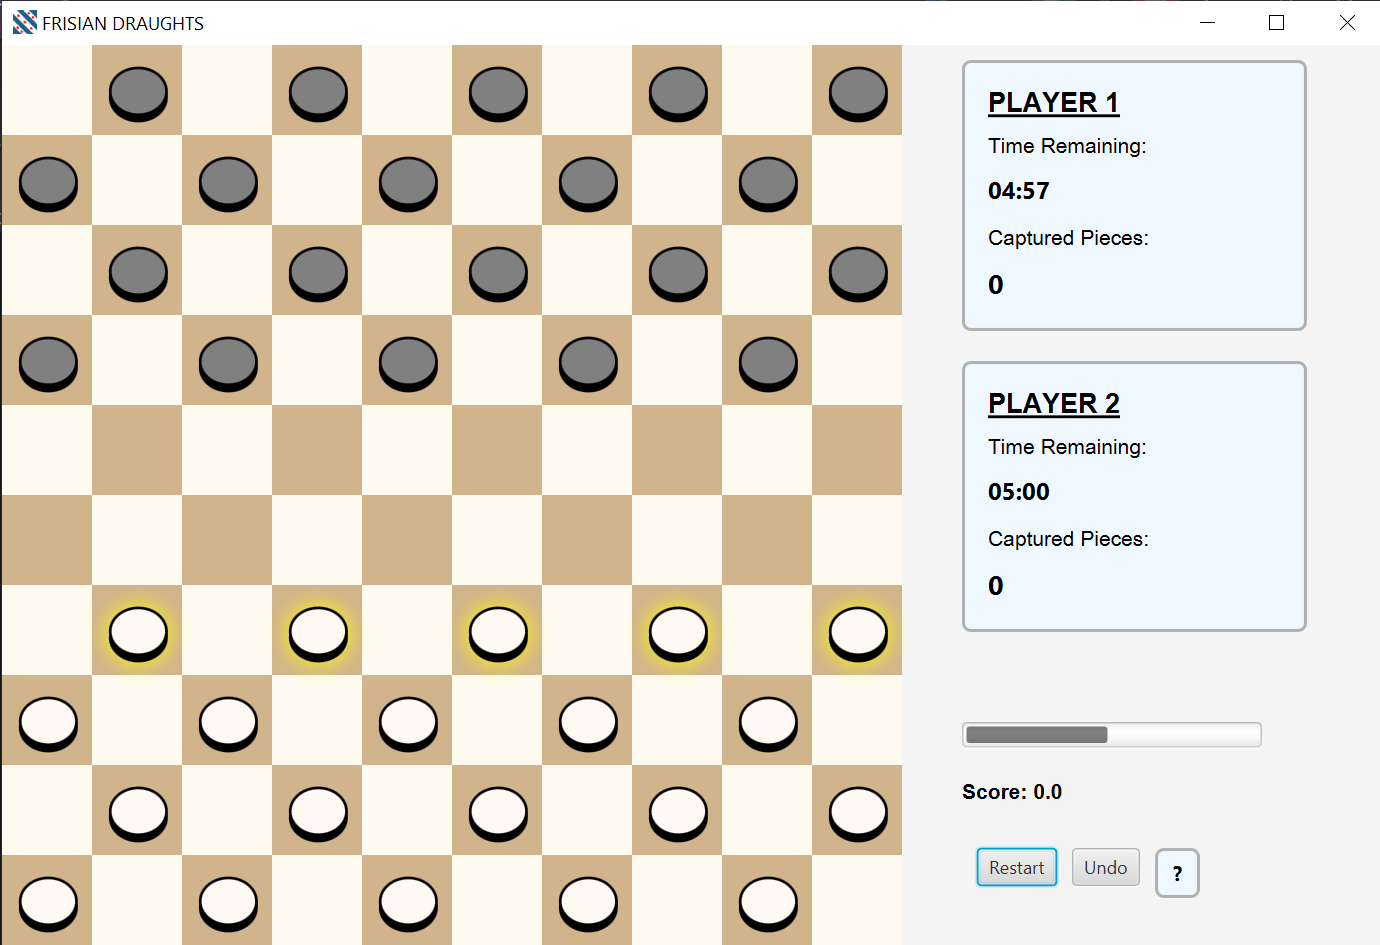 FRISIAN DRAUGHTS
PLAYER 1
Time Remaining:
04:57
Captured Pieces:
0
PLAYER 2
Time Remaining:
05:00
Captured Pieces:
0
Score: 0.0
Restart Undo ?